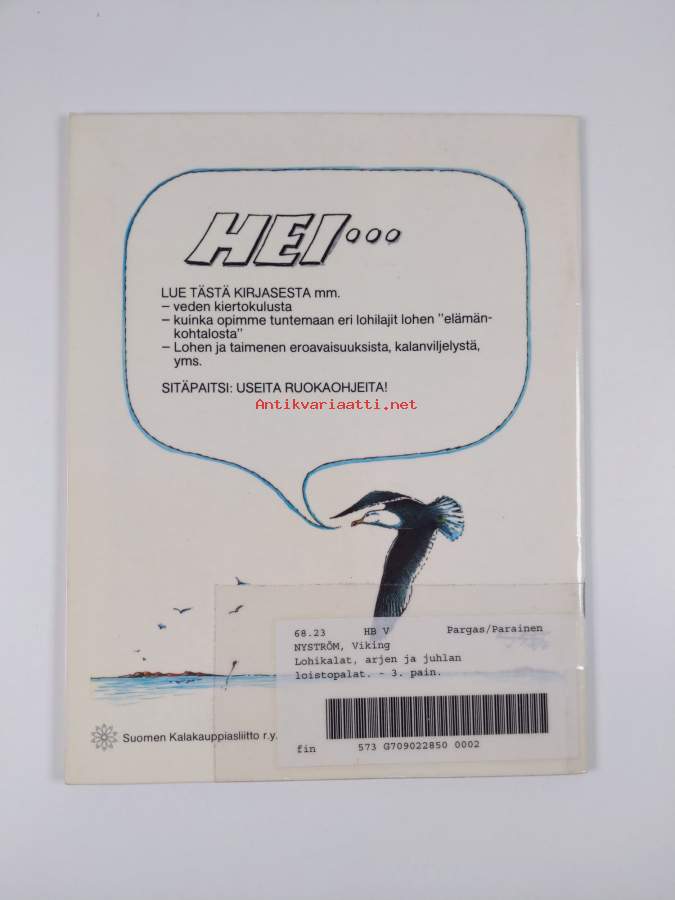 HEI...
LUE TÄSTÄ KIRJASESTA mm.
– veden kiertokulusta
– kuinka opimme tuntemaan eri lohilajit lohen "elämän-
kohtalosta"
– Lohen ja taimenen eroavaisuuksista, kalanviljelystä,
yms.
SITÄPAITSI: USEITA RUOKAOHJEITA!
Antikvariaatti.net
68.23 HB V Pargas/Parainen
NYSTRÖM, Viking
Lohikalat, arjen ja juhlan
loistopalat. - 3. pain.
fin 573 G709022850 0002
Suomen Kalakauppiasliitto r.y.